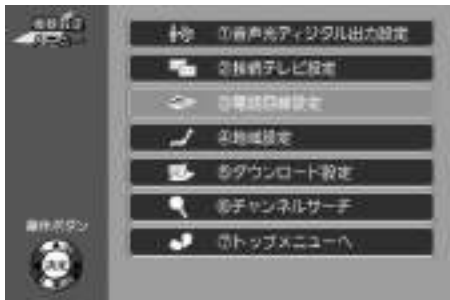 ①音声光ディジタル出力設定
②接続テレビ設定
③電話回線設定
④地域設定
⑤ダウンロード設定
⑥チャンネルサーチ
⑦トップメニューへ
操作ボタン
決定